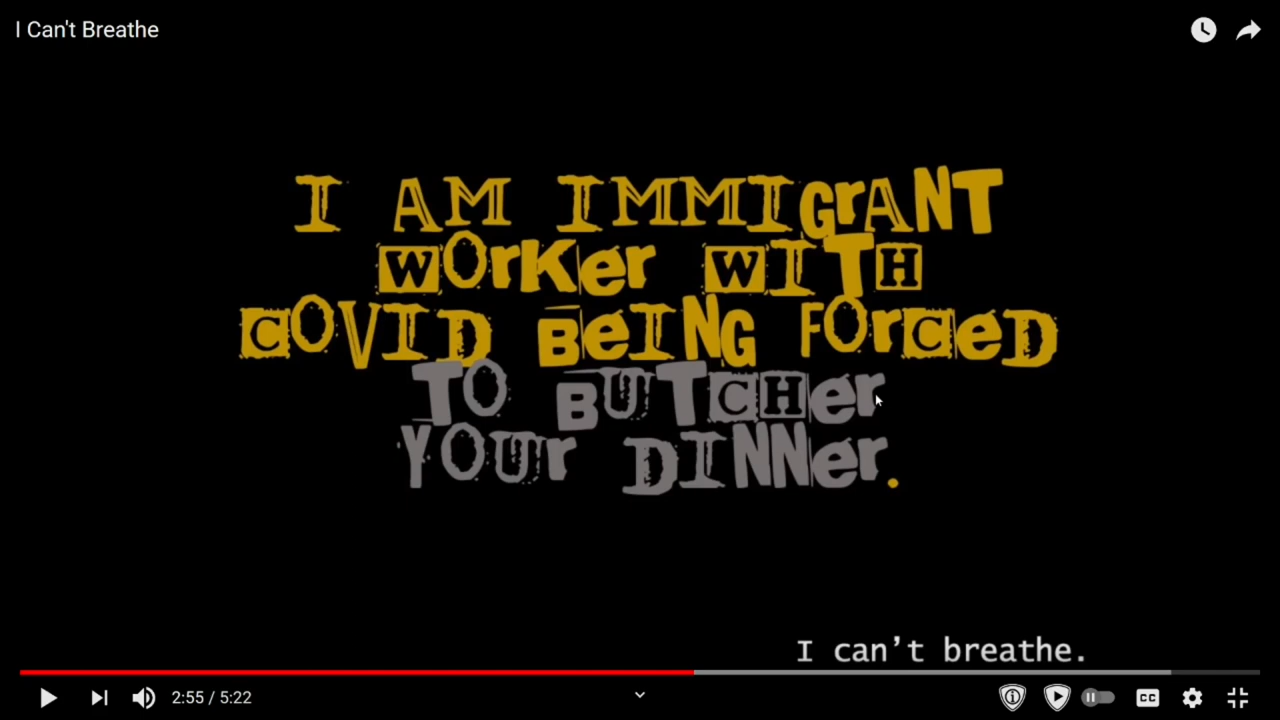 I Can't Breathe
I AM IMMIGrANT
WOrKer WITH
COVID BeING FOrCeD
TO BUTCHer
YOUr DINNer.
I can't breathe.
2:55 / 5:22
CC